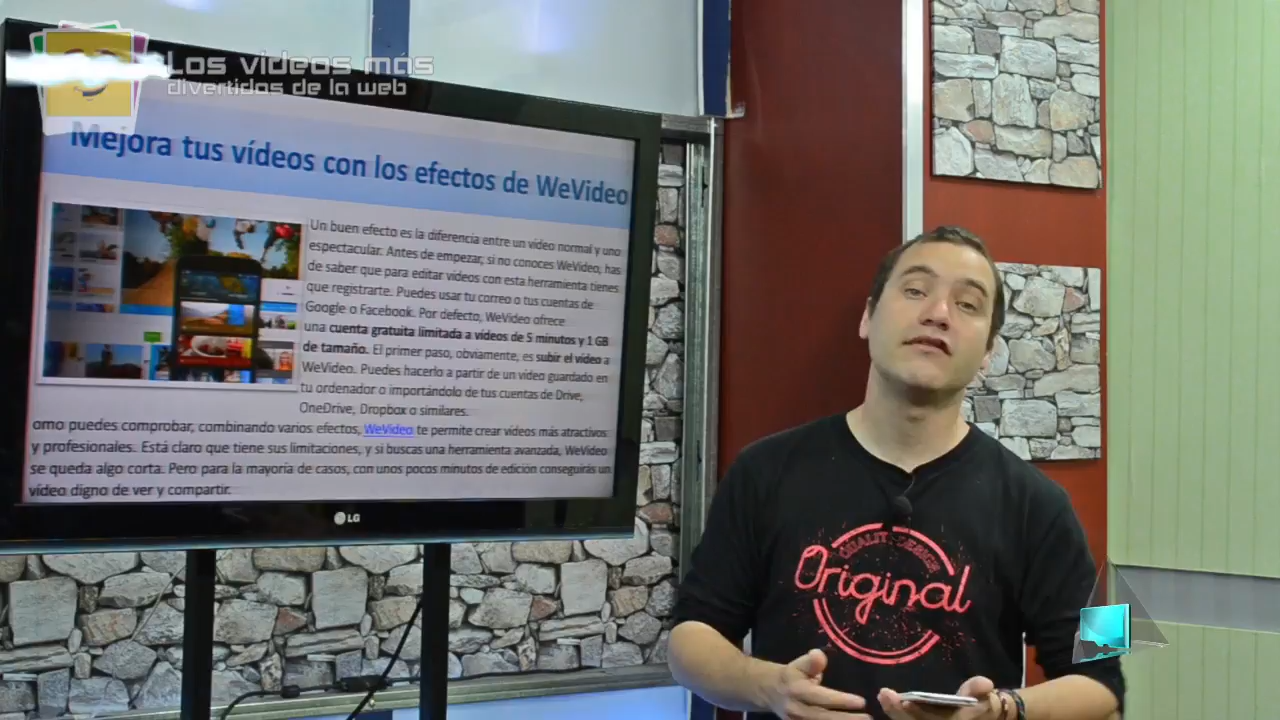 Los videos más
divertidos de la web
Mejora tus vídeos con los efectos de WeVideo
Un buen efecto es la diferencia entre un vídeo normal y uno
espectacular. Antes de empezar, si no conoces WeVideo, has
de saber que para editar vídeos con esta herramienta tienes
que registrarte. Puedes usar tu correo o tus cuentas de
Google o Facebook. Por defecto, WeVideo ofrece
una cuenta gratuita limitada a vídeos de 5 minutos y 1 GB
de tamaño. El primer paso, obviamente, es subir el vídeo a
WeVideo. Puedes hacerlo a partir de un vídeo guardado en
tu ordenador o importándolo de tus cuentas de Drive,
OneDrive, Dropbox o similares.
omo puedes comprobar, combinando varios efectos, WeVideo te permite crear vídeos más atractivos
y profesionales. Está claro que tiene sus limitaciones, y si buscas una herramienta avanzada, WeVideo
se queda algo corta. Pero para la mayoría de casos, con unos pocos minutos de edición conseguirás un
vídeo digno de ver y compartir.
LG
QUALITY DESIGN
Original